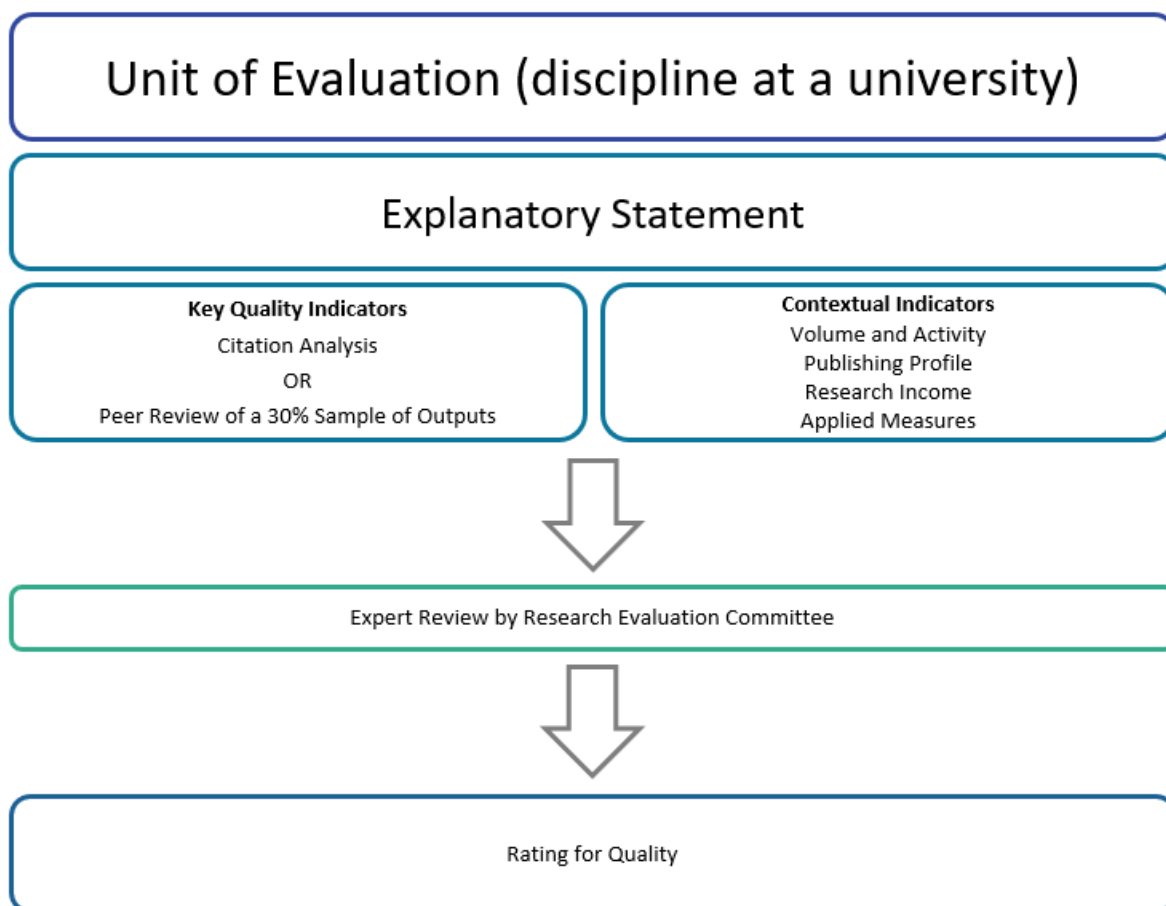 Unit of Evaluation (discipline at a university)
Explanatory Statement
Key Quality Indicators
Citation Analysis
OR
Peer Review of a 30% Sample of Outputs
Contextual Indicators
Volume and Activity
Publishing Profile
Research Income
Applied Measures
Expert Review by Research Evaluation Committee
Rating for Quality